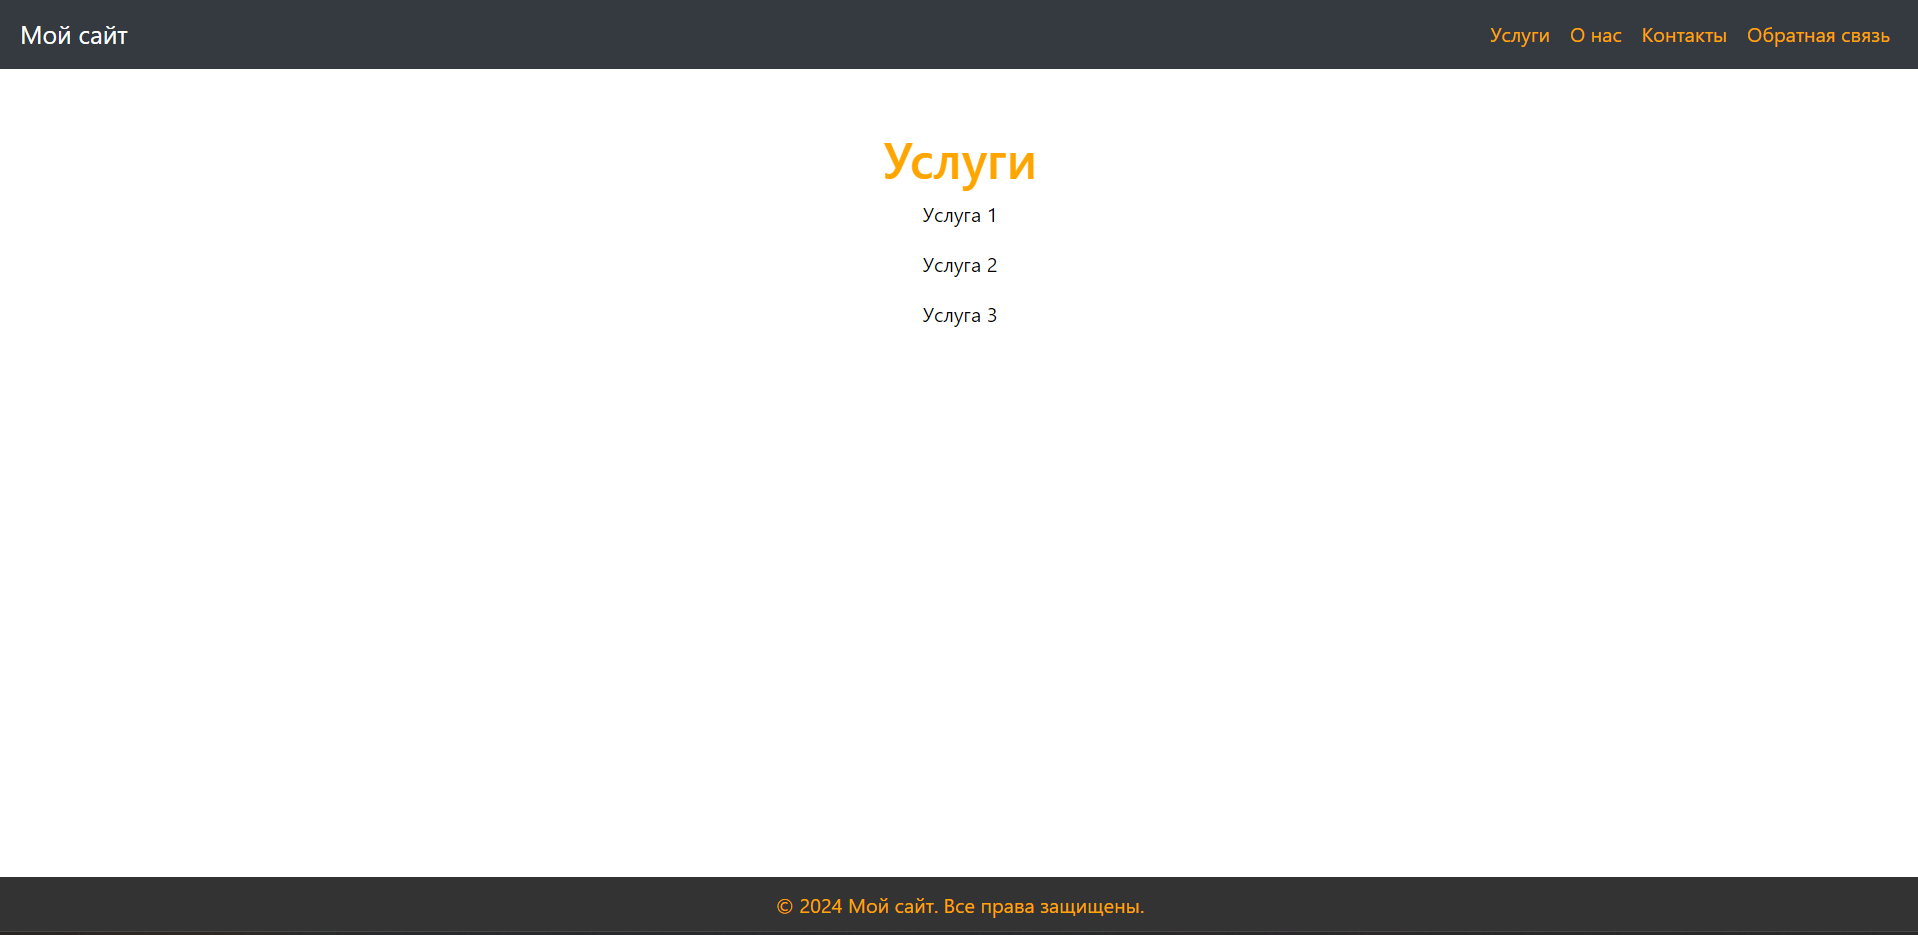 Мой сайт
Услуги О нас Контакты Обратная связь
Услуги
Услуга 1
Услуга 2
Услуга 3
© 2024 Мой сайт. Все права защищены.